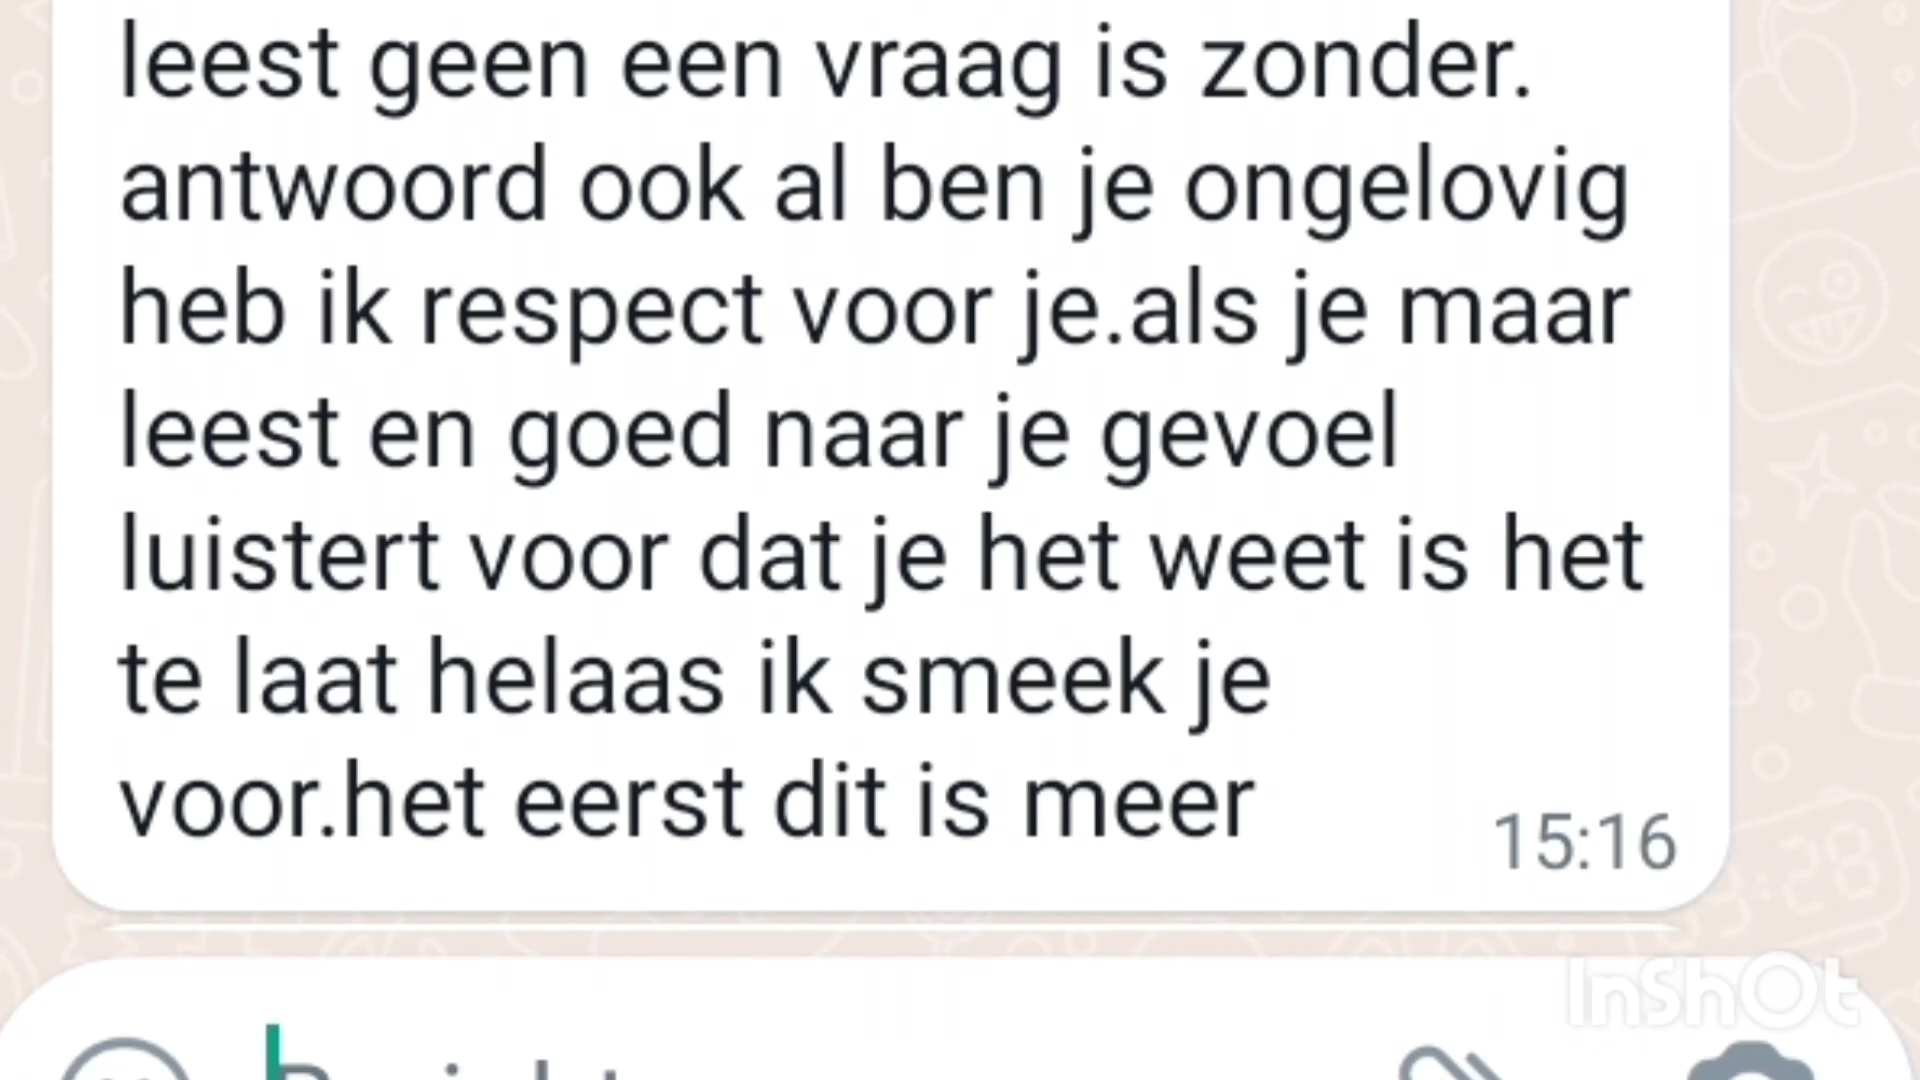 leest geen een vraag is zonder.
antwoord ook al ben je ongelovig
heb ik respect voor je.als je maar
leest en goed naar je gevoel
luistert voor dat je het weet is het
te laat helaas ik smeek je
voor.het eerst dit is meer
15:16
InShOt